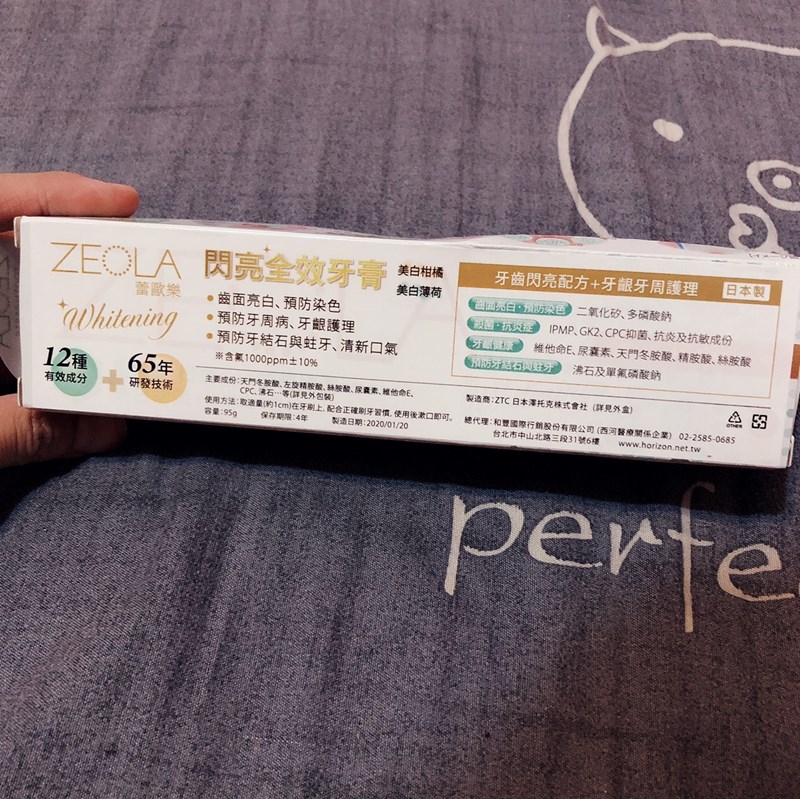 ZEOLA
蕾歐樂
Whitening
12種
有效成分
+
65年
研發技術
閃亮全效牙膏
美白柑橘
美白薄荷
•齒面亮白、預防染色
•預防牙周病、牙齦護理
•預防牙結石與蛀牙、清新口氣
※含氟1000ppm±10%
主要成份:天門冬胺酸、左旋精胺酸、絲胺酸、尿囊素、維他命E、
CPC、沸石…等(詳見外包裝)
使用方法:取適量(約1cm)在牙刷上,配合正確刷牙習慣,使用後漱口即可。
容量:95g 保存期限:4年 製造日期:2020/01/20
牙齒閃亮配方+牙齦牙周護理 日本製
齒面亮白・預防染色 二氧化矽、多磷酸鈉
殺菌・抗炎症 IPMP、GK2、CPC抑菌、抗炎及抗敏成份
牙齦健康 維他命E、尿囊素、天門冬胺酸、精胺酸、絲胺酸
預防牙結石與蛀牙 沸石及單氟磷酸鈉
製造商:ZTC 日本澤托克株式會社 (詳見外盒)
總代理:和豐國際行銷股份有限公司 (西河醫療關係企業) 02-2585-0685
台北市中山北路三段31號6樓 www.horizon.net.tw
OTHER
perfe